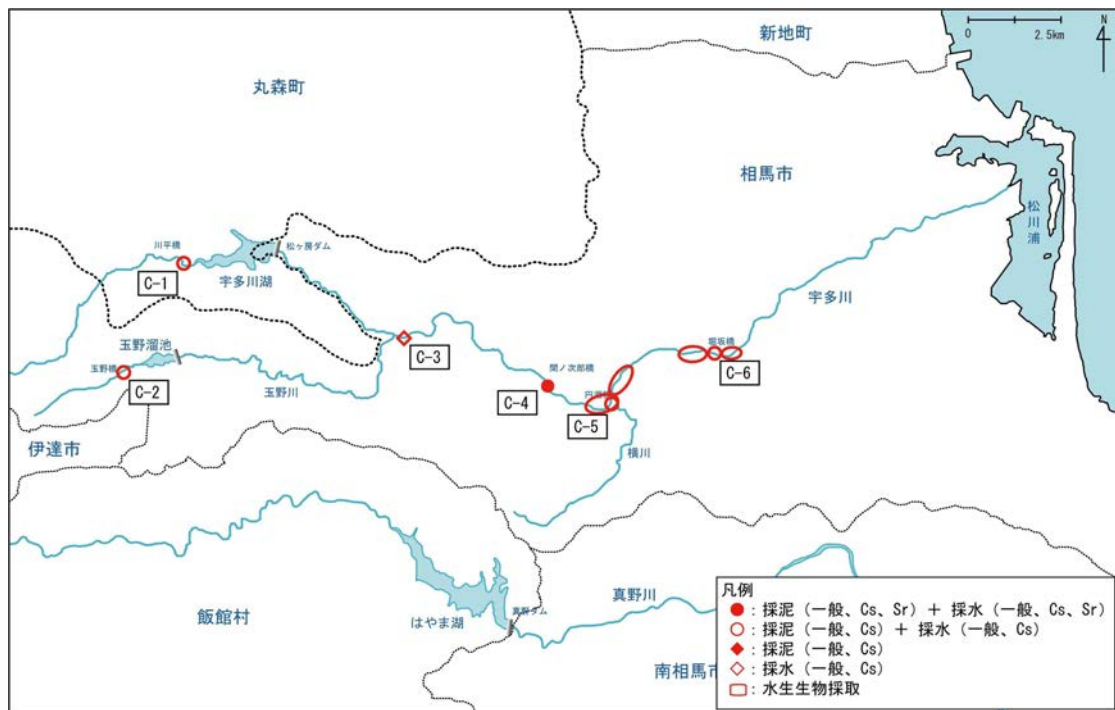 新地町
0 2.5km
N
丸森町
相馬市
松川浦
川平橋
松ヶ房ダム
C-1
宇多川湖
宇多川
玉野溜池
堀坂橋
C-3
玉野橋
間ノ次郎橋
C-6
C-2
玉野川
C-4
C-5
伊達市
横川
飯館村
はやま湖
真野ダム
真野川
南相馬市
凡例
：採泥（一般、Cs、Sr）＋ 採水（一般、Cs、Sr）
：採泥（一般、Cs）＋ 採水（一般、Cs）
：採泥（一般、Cs）
：採水（一般、Cs）
：水生生物採取